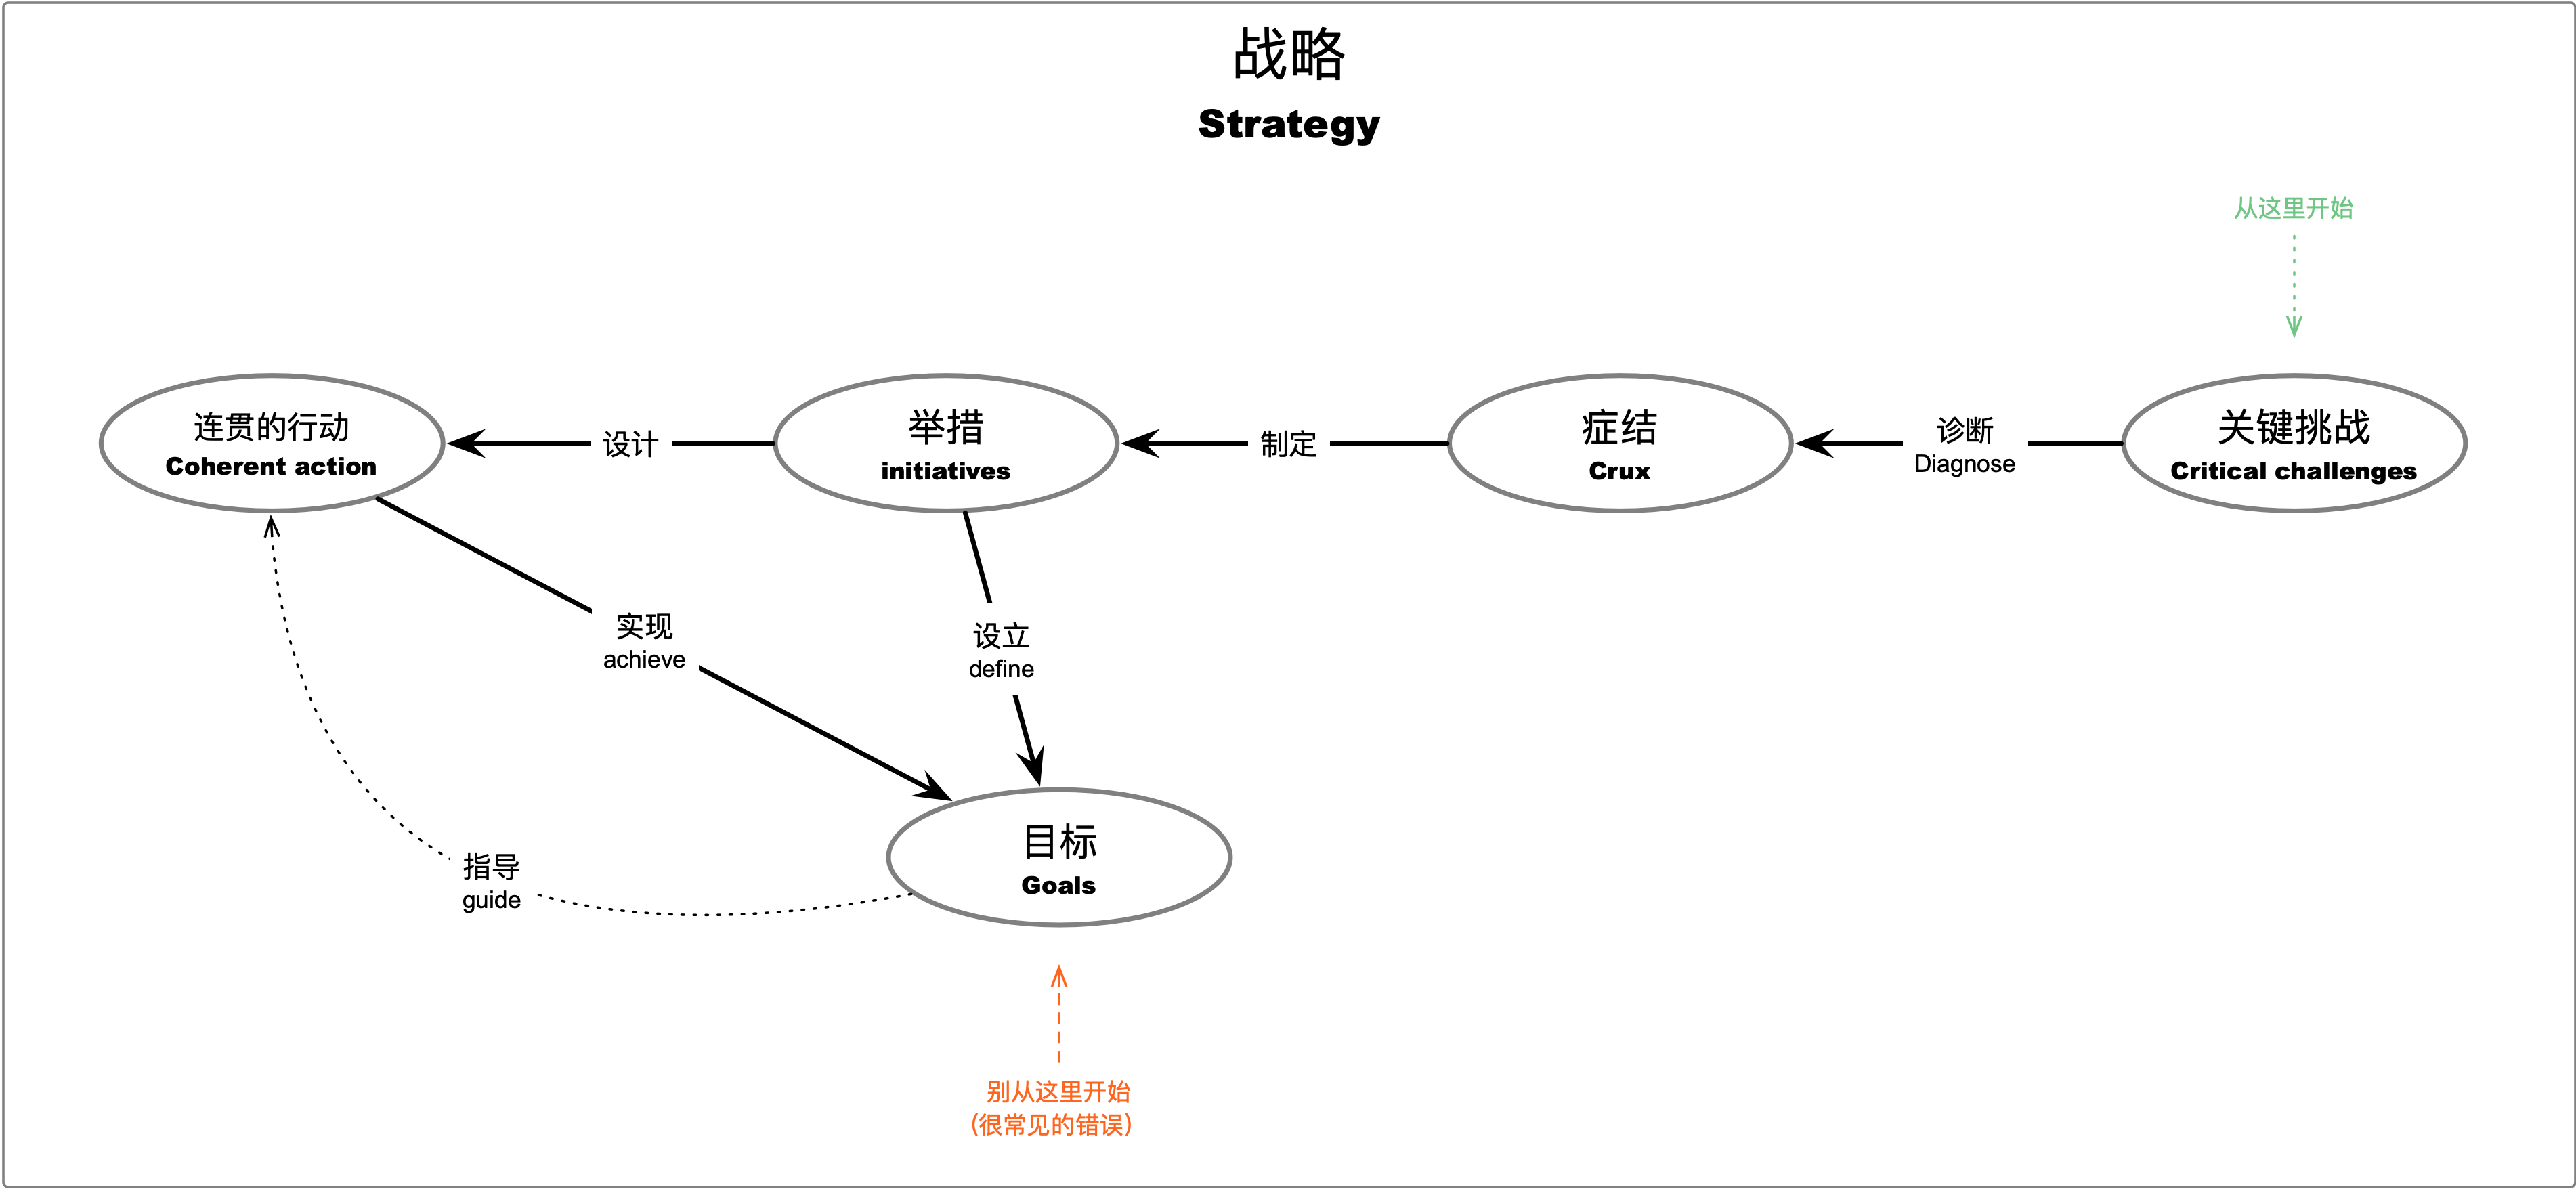 战略
Strategy
从这里开始
连贯的行动
Coherent action
设计
举措
initiatives
制定
症结
Crux
诊断
Diagnose
关键挑战
Critical challenges
实现
achieve
设立
define
目标
Goals
指导
guide
别从这里开始
(很常见的错误)